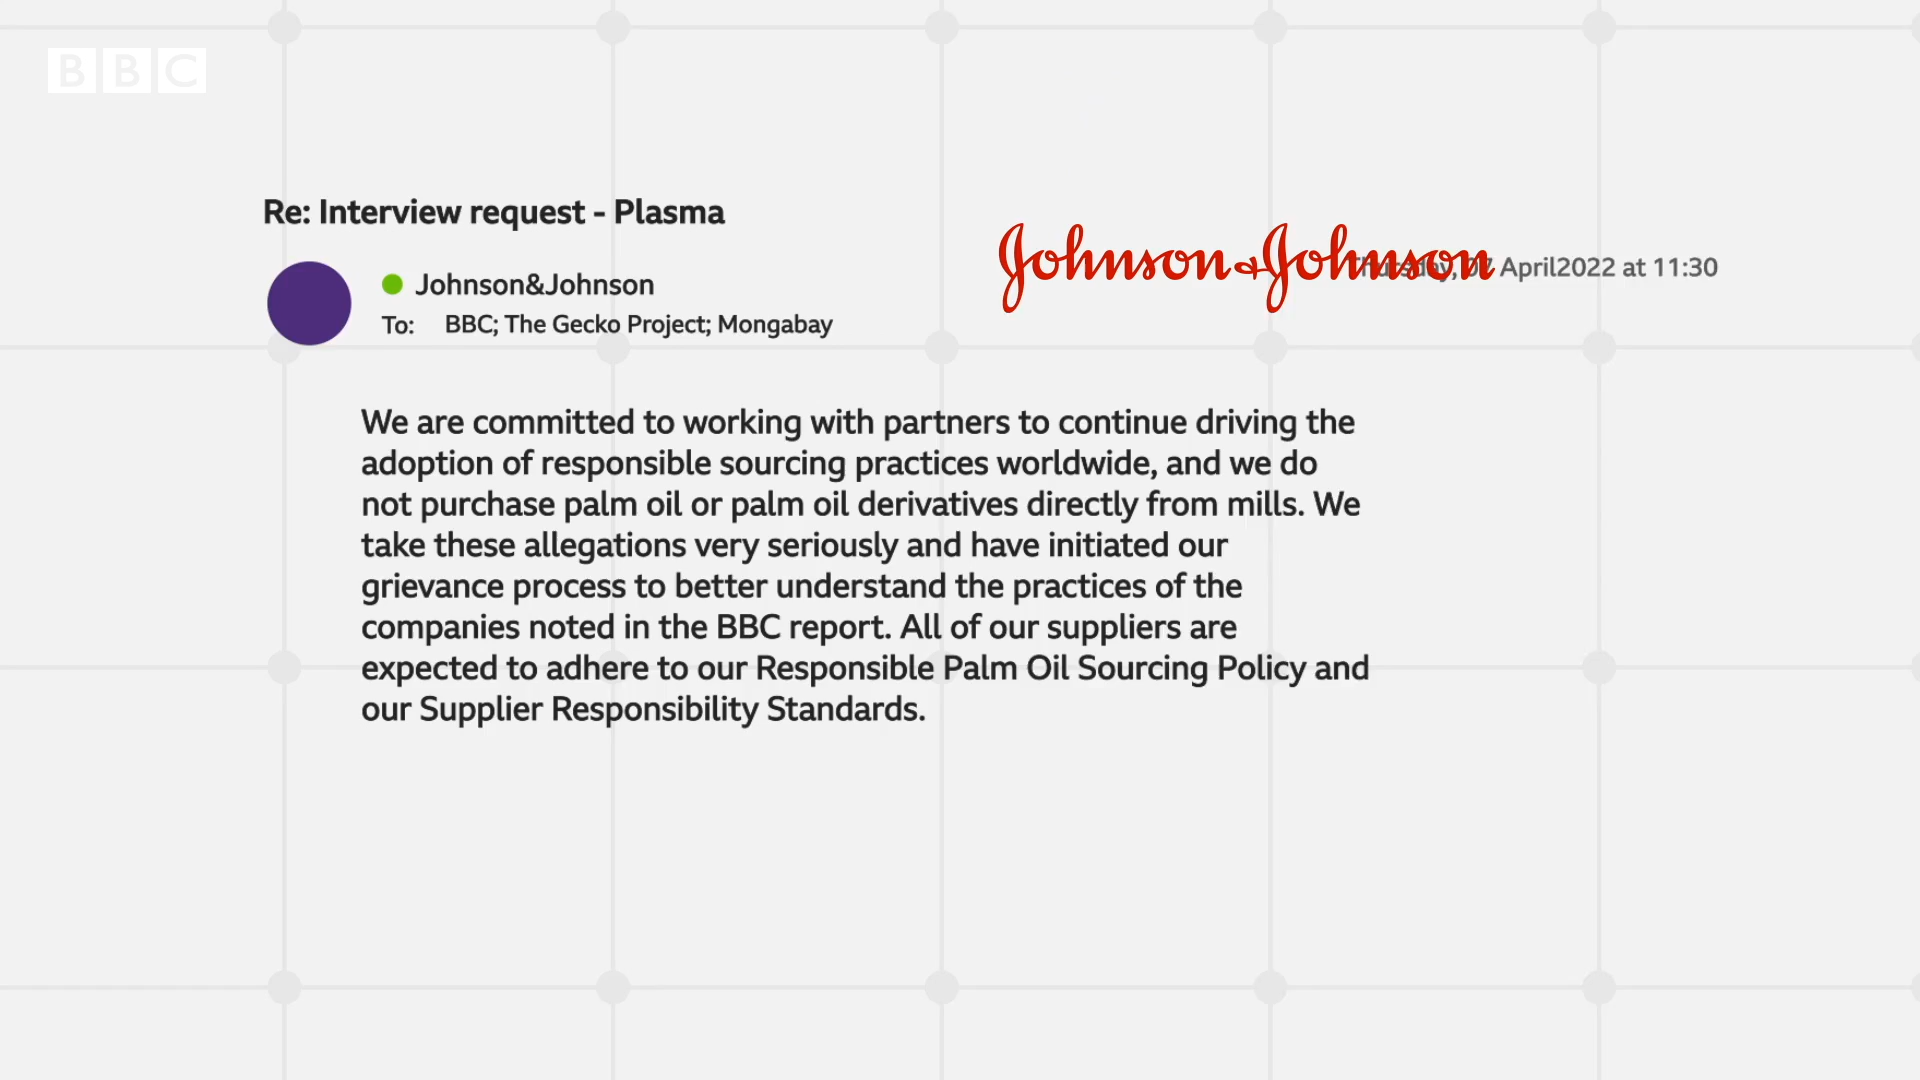 BBC
Re: Interview request - Plasma
Johnson&Johnson
Johnson&Johnson
Thursday, 07 April2022 at 11:30
To: BBC; The Gecko Project; Mongabay
We are committed to working with partners to continue driving the
adoption of responsible sourcing practices worldwide, and we do
not purchase palm oil or palm oil derivatives directly from mills. We
take these allegations very seriously and have initiated our
grievance process to better understand the practices of the
companies noted in the BBC report. All of our suppliers are
expected to adhere to our Responsible Palm Oil Sourcing Policy and
our Supplier Responsibility Standards.